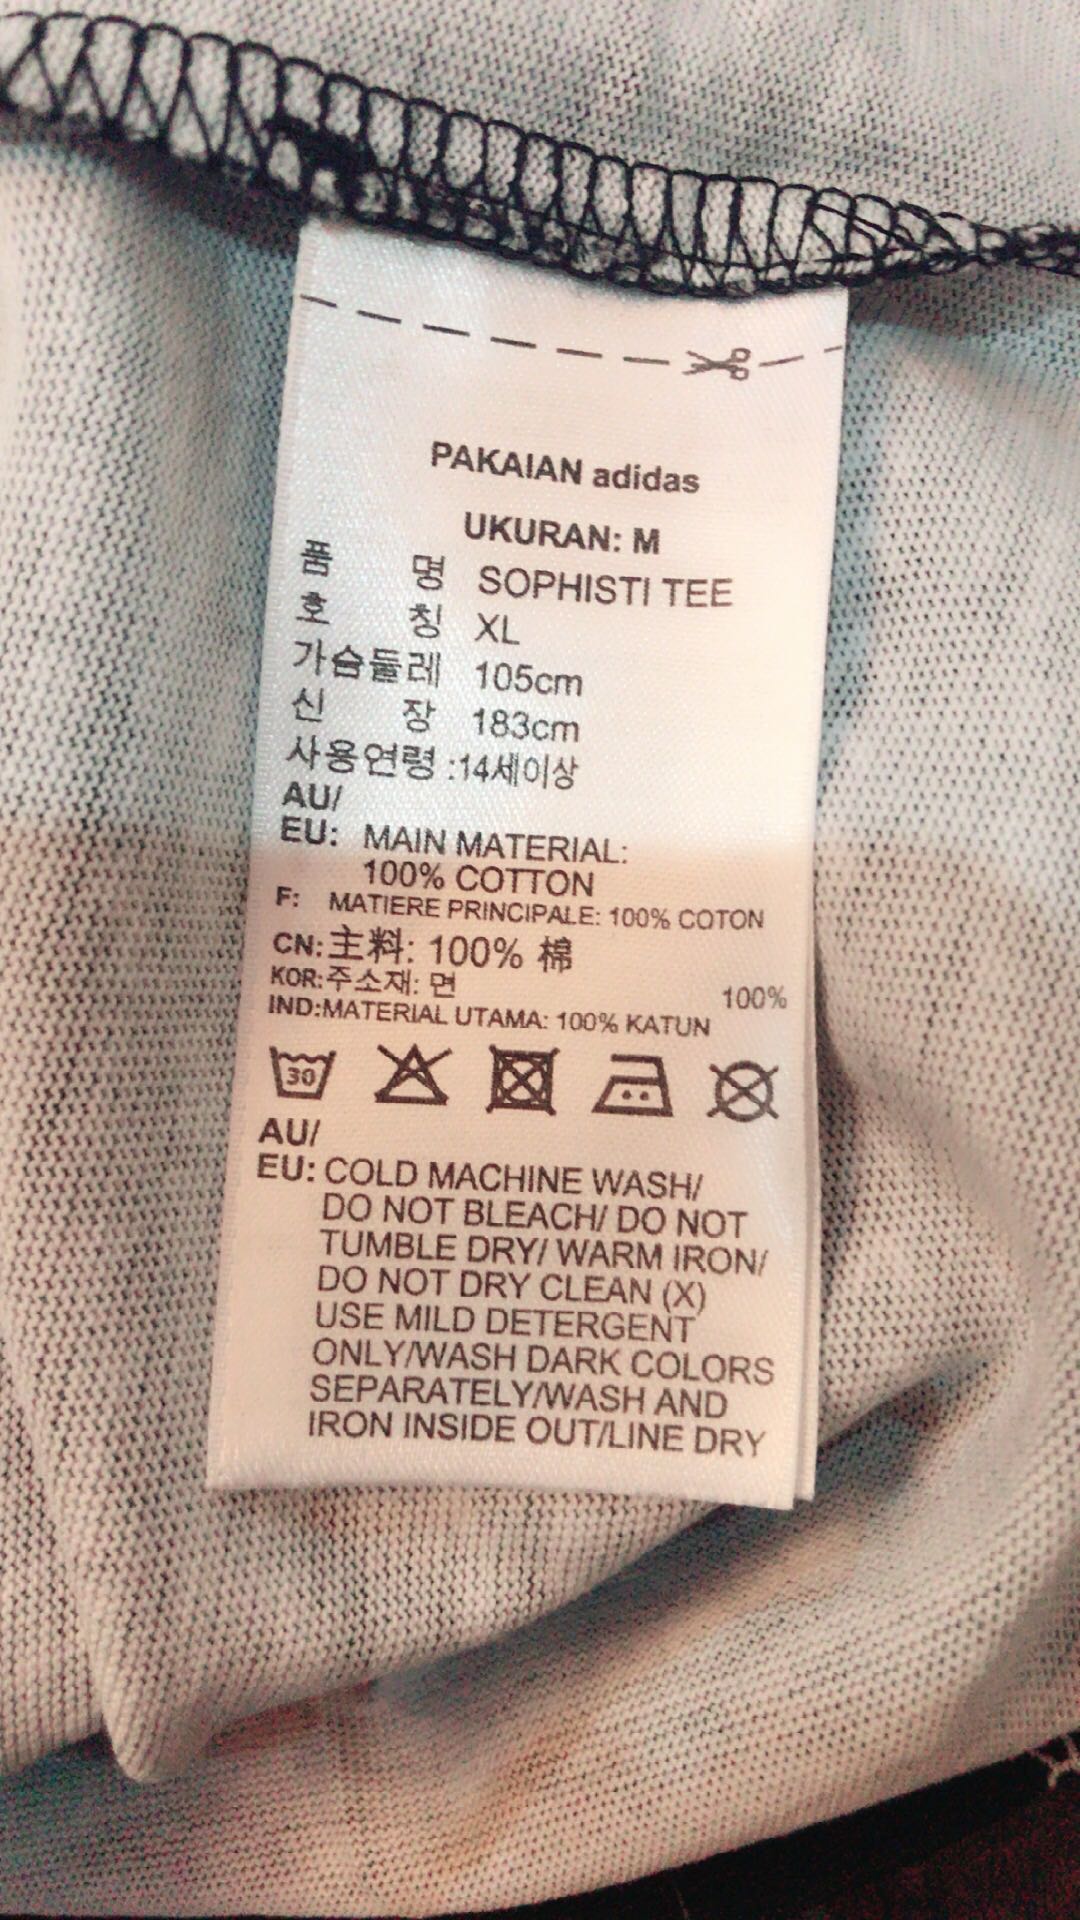 PAKAIAN adidas
UKURAN: M
품 명 SOPHISTI TEE
호 칭 XL
가슴둘레 105cm
신 장 183cm
사용연령 :14세이상
AU/
EU: MAIN MATERIAL:
100% COTTON
F: MATIERE PRINCIPALE: 100% COTON
CN:主料: 100% 棉
KOR:주소재: 면 100%
IND:MATERIAL UTAMA: 100% KATUN
30
AU/
EU: COLD MACHINE WASH/
DO NOT BLEACH/ DO NOT
TUMBLE DRY/ WARM IRON/
DO NOT DRY CLEAN (X)
USE MILD DETERGENT
ONLY/WASH DARK COLORS
SEPARATELY/WASH AND
IRON INSIDE OUT/LINE DRY